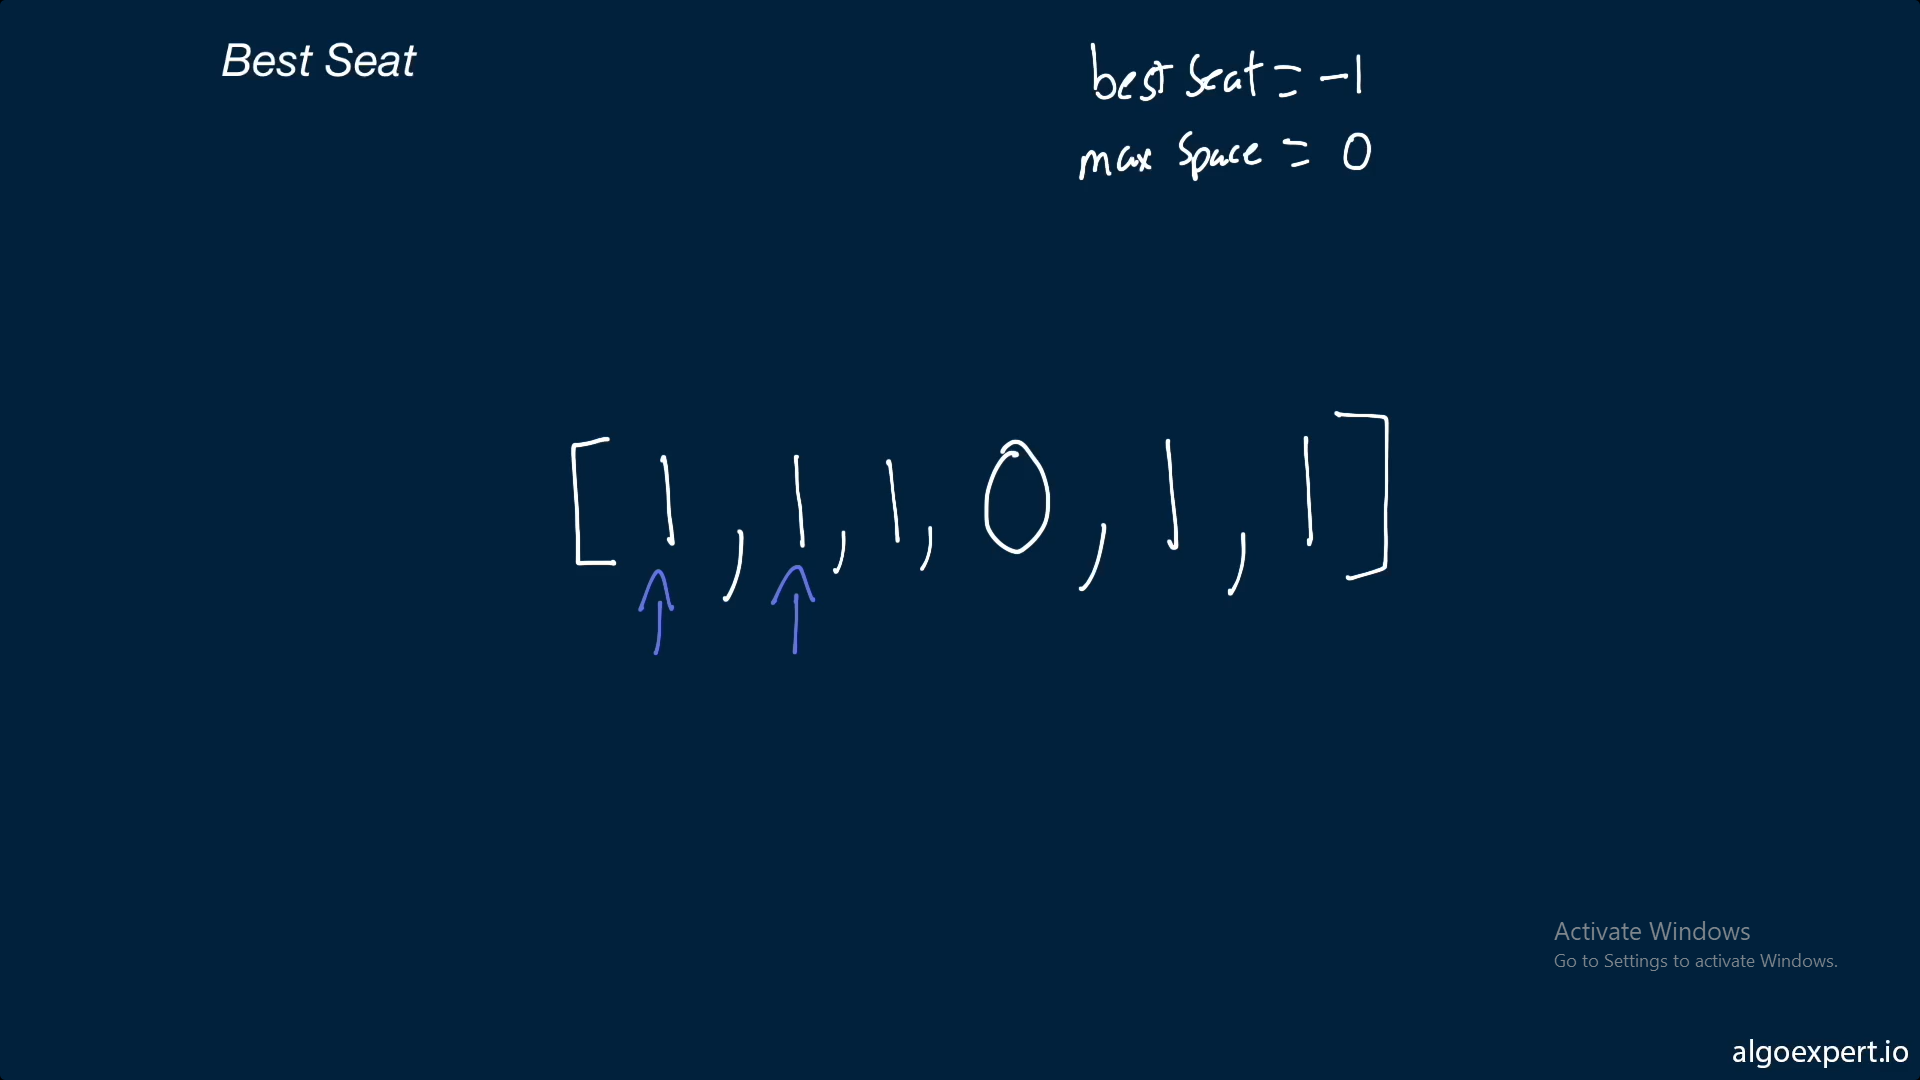 Best Seat
best Seat = -1
max Space = 0
[1, 1, 1, 0, 1, 1]
Activate Windows
Go to Settings to activate Windows.
algoexpert.io